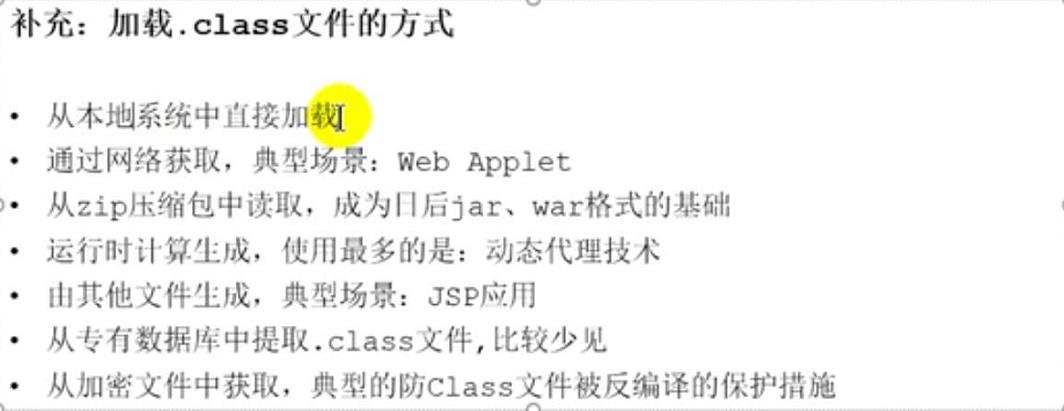 补充：加载.class文件的方式
• 从本地系统中直接加载
• 通过网络获取，典型场景：Web Applet
• 从zip压缩包中读取，成为日后jar、war格式的基础
• 运行时计算生成，使用最多的是：动态代理技术
• 由其他文件生成，典型场景：JSP应用
• 从专有数据库中提取.class文件,比较少见
• 从加密文件中获取，典型的防Class文件被反编译的保护措施